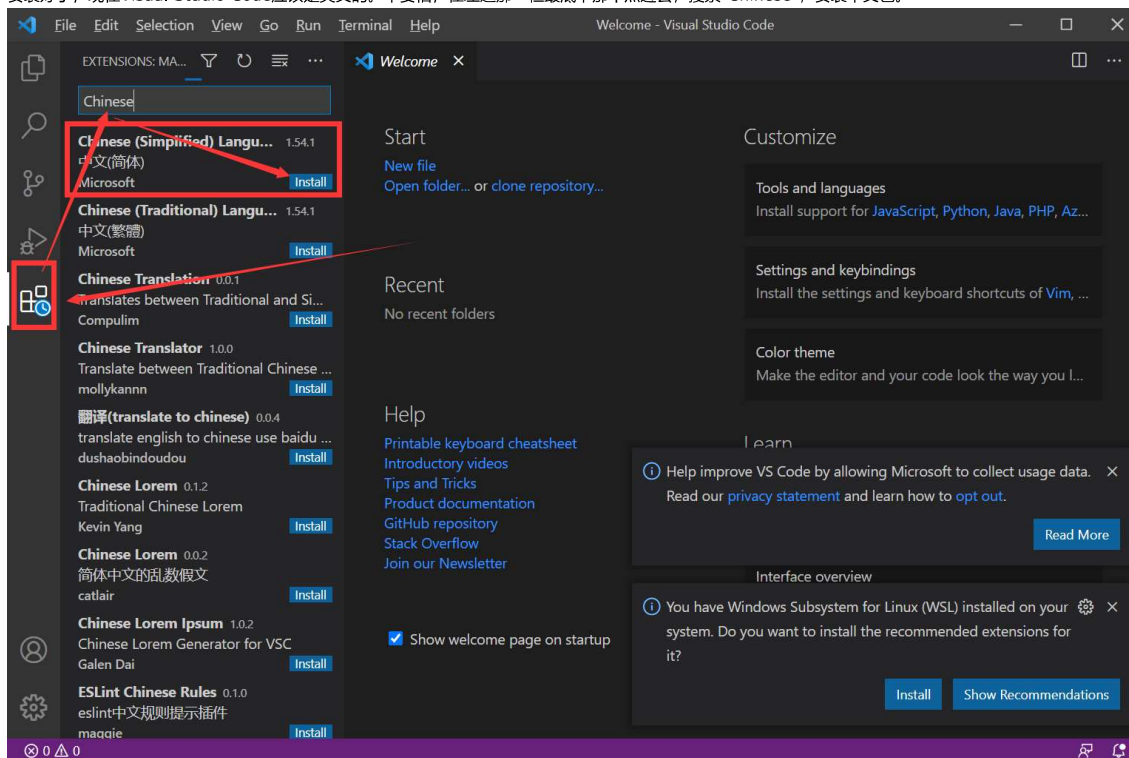 File Edit Selection View Go Run Terminal Help
Welcome - Visual Studio Code
EXTENSIONS: MA...
Welcome
Chinese
Chinese (Simplified) Langu... 1.54.1
中文(简体)
Microsoft Install
Chinese (Traditional) Langu... 1.54.1
中文(繁體)
Microsoft Install
Chinese Translation 0.0.1
Translates between Traditional and Si...
Compulim Install
Chinese Translator 1.0.0
Translate between Traditional Chinese ...
mollykannn Install
翻译(translate to chinese) 0.0.4
translate english to chinese use baidu ...
dushaobindoudou Install
Chinese Lorem 0.1.2
Traditional Chinese Lorem
Kevin Yang Install
Chinese Lorem 0.0.2
简体中文的乱数假文
catlair Install
Chinese Lorem Ipsum 1.0.2
Chinese Lorem Generator for VSC
Galen Dai Install
ESLint Chinese Rules 0.1.0
eslint中文规则提示插件
maggie Install
Start
New file
Open folder... or clone repository...
Recent
No recent folders
Help
Printable keyboard cheatsheet
Introductory videos
Tips and Tricks
Product documentation
GitHub repository
Stack Overflow
Join our Newsletter
Show welcome page on startup
Customize
Tools and languages
Install support for JavaScript, Python, Java, PHP, Az...
Settings and keybindings
Install the settings and keyboard shortcuts of Vim, ...
Color theme
Make the editor and your code look the way you l...
Learn
Help improve VS Code by allowing Microsoft to collect usage data.
Read our privacy statement and learn how to opt out.
Read More
Interface overview
You have Windows Subsystem for Linux (WSL) installed on your
system. Do you want to install the recommended extensions for
it?
Install Show Recommendations
0 0